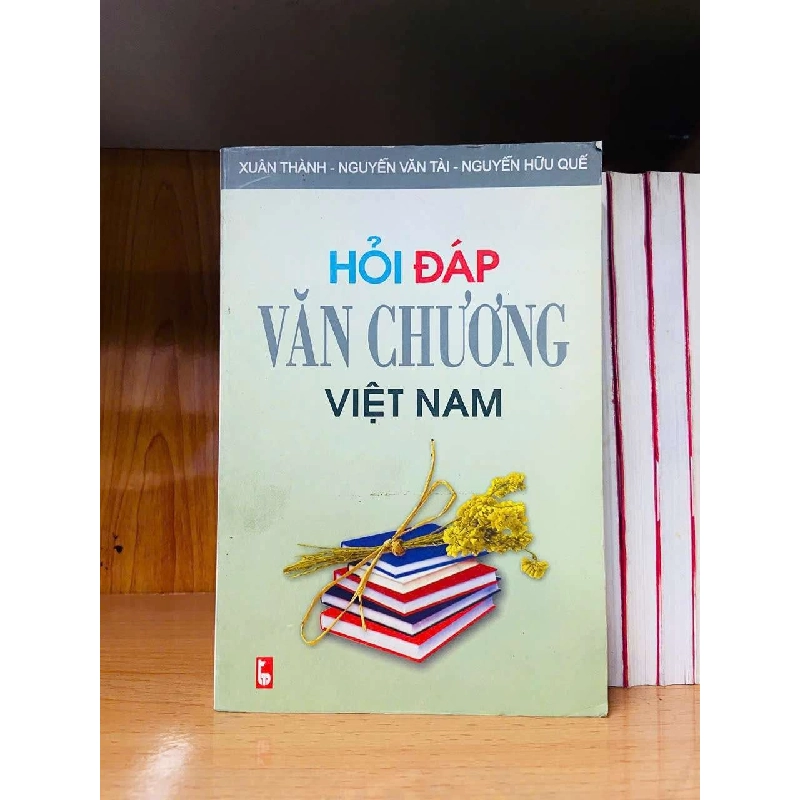 XUÂN THÀNH - NGUYỄN VĂN TÀI - NGUYỄN HỮU QUẾ
HỎI ĐÁP
VĂN CHƯƠNG
VIỆT NAM